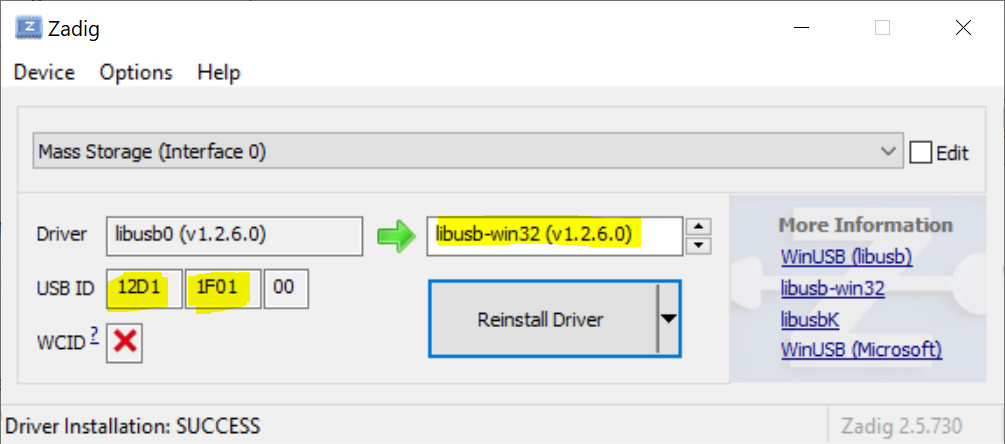 Zadig
Device Options Help
Mass Storage (Interface 0)
Edit
Driver libusb0 (v1.2.6.0) libusb-win32 (v1.2.6.0)
USB ID 12D1 1F01 00
WCID ?
Reinstall Driver
More Information
WinUSB (libusb)
libusb-win32
libusbK
WinUSB (Microsoft)
Driver Installation: SUCCESS
Zadig 2.5.730